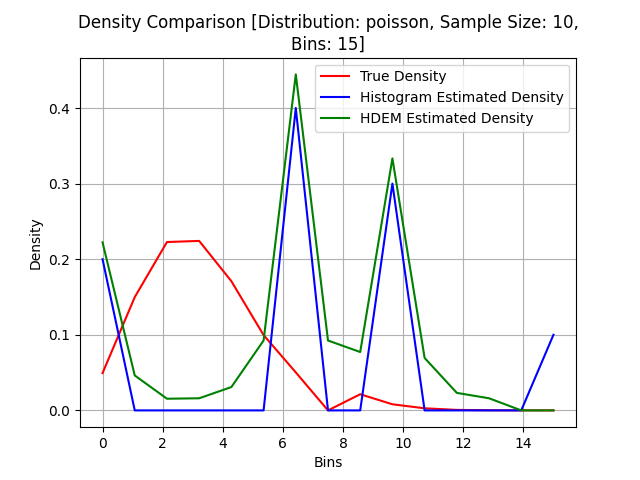 Density Comparison [Distribution: poisson, Sample Size: 10,
Bins: 15]
True Density
Histogram Estimated Density
HDEM Estimated Density
Density
0.4
0.3
0.2
0.1
0.0
0 2 4 6 8 10 12 14
Bins